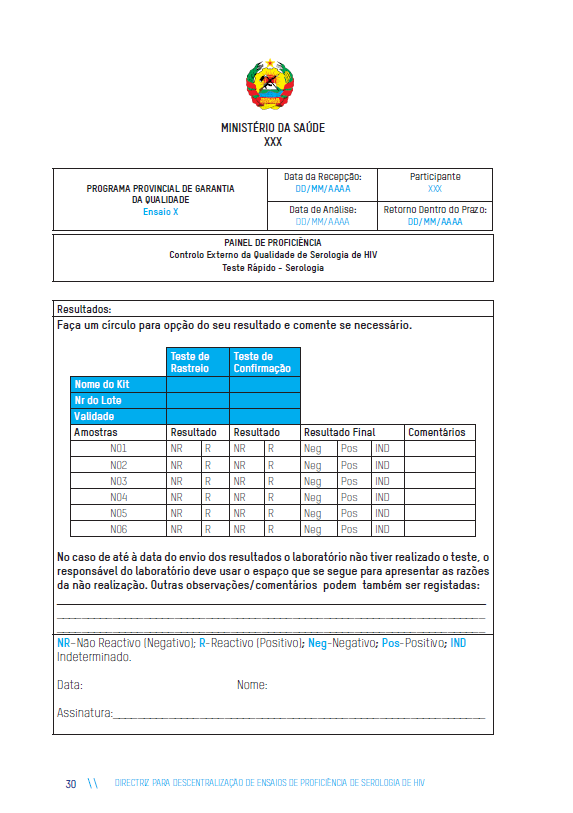 MINISTÉRIO DA SAÚDE
XXX
PROGRAMA PROVINCIAL DE GARANTIA
DA QUALIDADE
Ensaio X
Data da Recepção:
DD/MM/AAAA
Participante
XXX
Data de Análise:
DD/MM/AAAA
Retorno Dentro do Prazo:
DD/MM/AAAA
PAINEL DE PROFICIÊNCIA
Controlo Externo da Qualidade de Serologia de HIV
Teste Rápido - Serologia
Resultados:
Faça um círculo para opção do seu resultado e comente se necessário.
Teste de Rastreio Teste de Confirmação
Nome do Kit
Nr do Lote
Validade
Amostras Resultado Resultado Resultado Final Comentários
N01 NR R NR R Neg Pos IND
N02 NR R NR R Neg Pos IND
N03 NR R NR R Neg Pos IND
N04 NR R NR R Neg Pos IND
N05 NR R NR R Neg Pos IND
N06 NR R NR R Neg Pos IND
No caso de até à data do envio dos resultados o laboratório não tiver realizado o teste, o
responsável do laboratório deve usar o espaço que se segue para apresentar as razões
da não realização. Outras observações/comentários podem também ser registadas:
NR-Não Reactivo (Negativo); R-Reactivo (Positivo); Neg-Negativo; Pos-Positivo; IND
Indeterminado.
Data: Nome:
Assinatura:
30 \\ DIRECTRIZ PARA DESCENTRALIZAÇÃO DE ENSAIOS DE PROFICIÊNCIA DE SEROLOGIA DE HIV